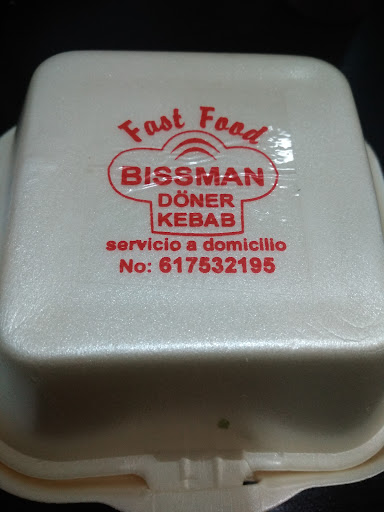 Fast Food
BISSMAN
DÖNER
KEBAB
servicio a domicilio
No: 617532195